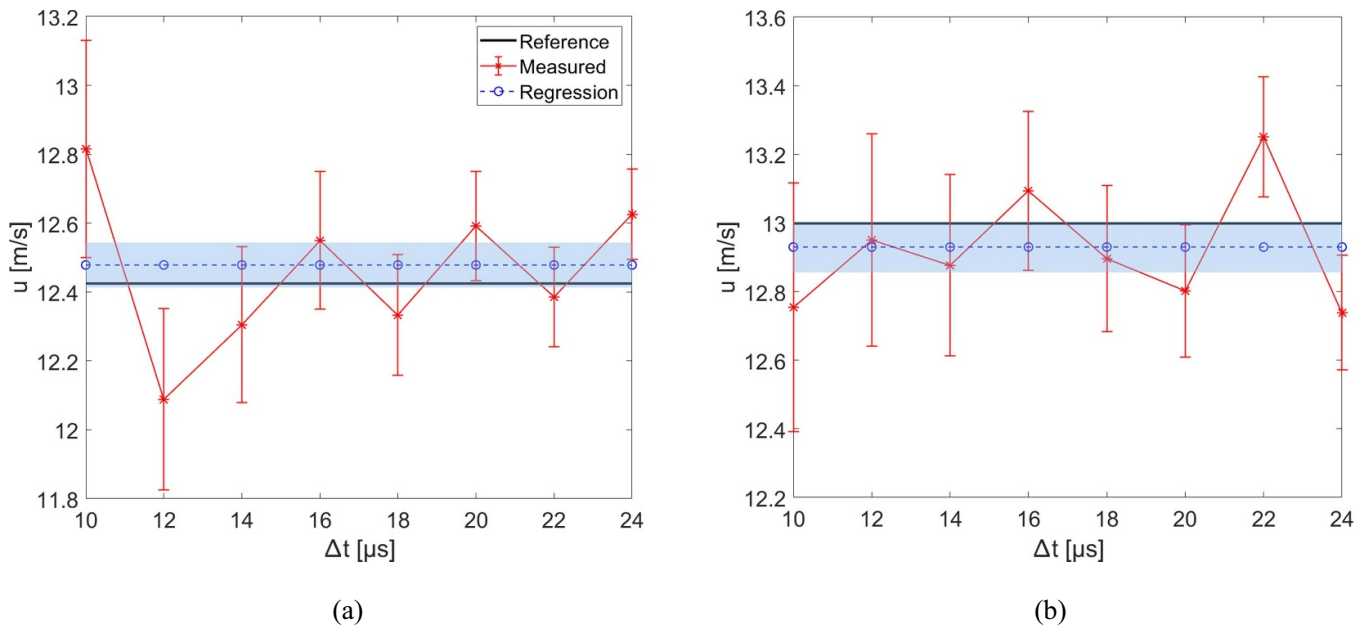 13.2
13
12.8
12.6
12.4
12.2
12
11.8
u [m/s]
10 12 14 16 18 20 22 24
Δt [μs]
Reference
Measured
Regression
(a)
13.6
13.4
13.2
13
12.8
12.6
12.4
12.2
u [m/s]
10 12 14 16 18 20 22 24
Δt [μs]
(b)